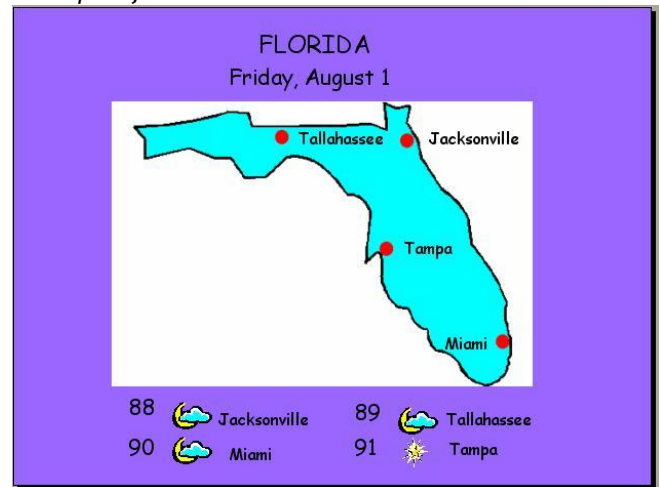 FLORIDA
Friday, August 1
Tallahassee
Jacksonville
Tampa
Miami
88 Jacksonville 89 Tallahassee
90 Miami 91 Tampa